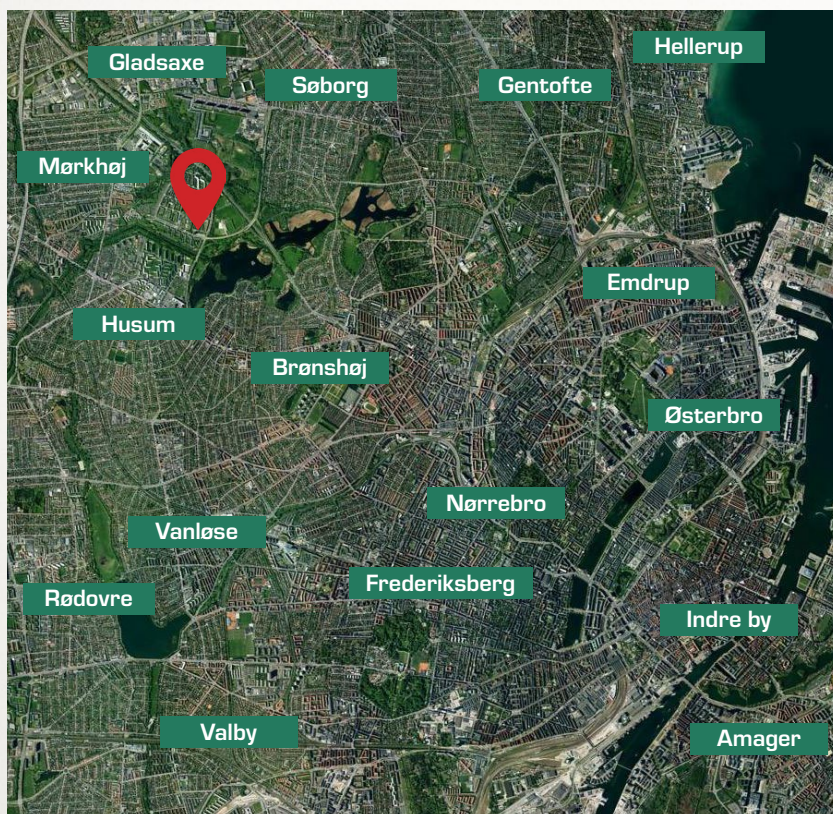 Hellerup
Gladsaxe
Søborg
Gentofte
Mørkhøj
Emdrup
Husum
Brønshøj
Østerbro
Nørrebro
Vanløse
Frederiksberg
Rødovre
Indre by
Valby
Amager